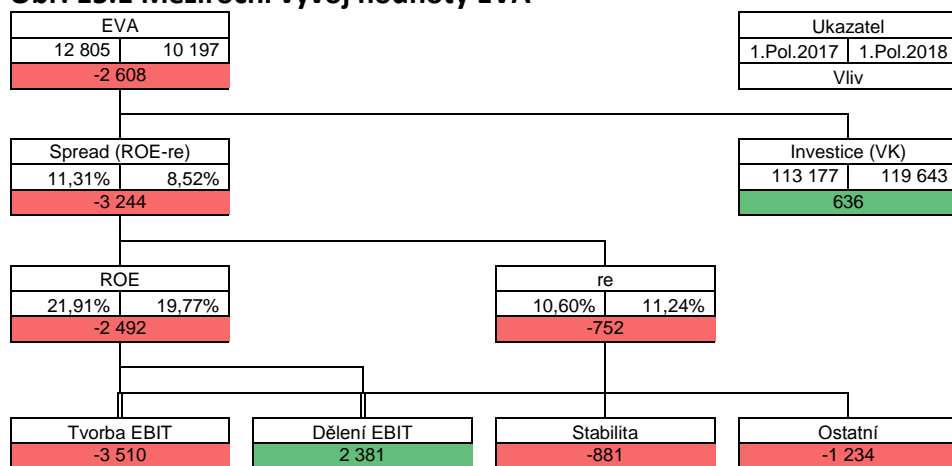 Obr. 15.1 Meziroční vývoj hodnoty EVA
EVA
12 805 10 197
-2 608
Ukazatel
1.Pol.2017 1.Pol.2018
Vliv
Spread (ROE-re)
11,31% 8,52%
-3 244
Investice (VK)
113 177 119 643
636
ROE
21,91% 19,77%
-2 492
re
10,60% 11,24%
-752
Tvorba EBIT
-3 510
Dělení EBIT
2 381
Stabilita
-881
Ostatní
-1 234